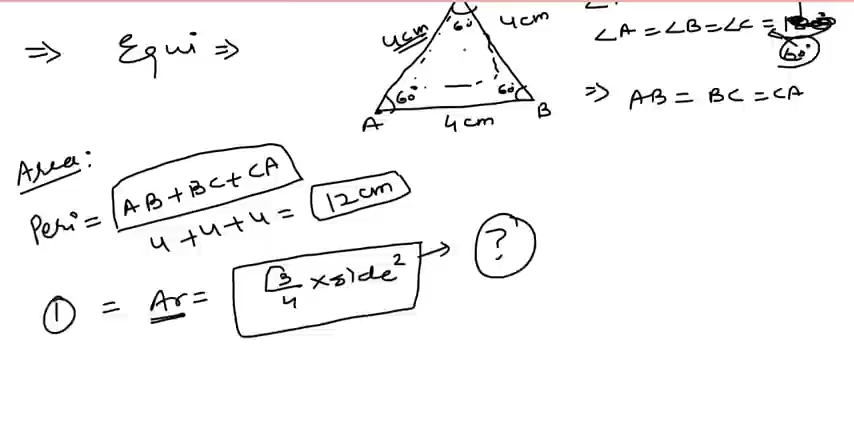 ⇒ Equi ⇒
4cm 60 4cm
∠A = ∠B = ∠C =
60°
60° 60°
A 4cm B
⇒ AB = BC = CA
Area:
Peri = AB + BC + CA
4 + 4 + 4 = 12cm
① = Ar = √3/4 × side² → ?